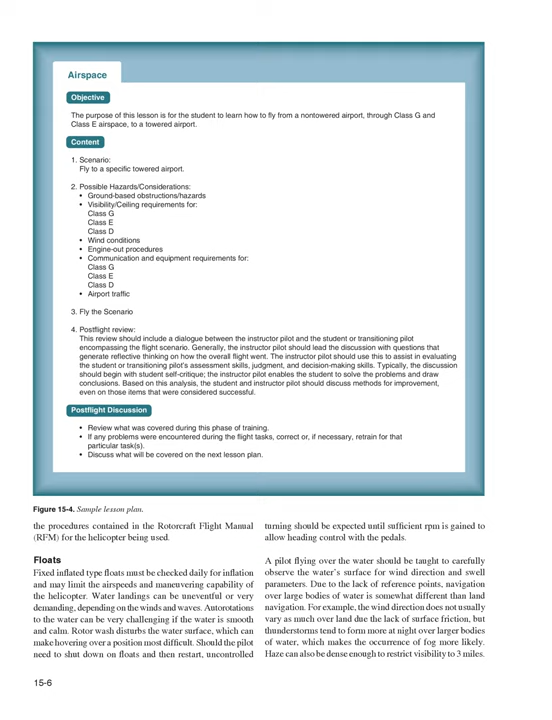 Airspace
Objective
The purpose of this lesson is for the student to learn how to fly from a nontowered airport, through Class G and
Class E airspace, to a towered airport.
Content
1. Scenario:
Fly to a specific towered airport.
2. Possible Hazards/Considerations:
• Ground-based obstructions/hazards
• Visibility/Ceiling requirements for:
Class G
Class E
Class D
• Wind conditions
• Engine-out procedures
• Communication and equipment requirements for:
Class G
Class E
Class D
• Airport traffic
3. Fly the Scenario
4. Postflight review:
This review should include a dialogue between the instructor pilot and the student or transitioning pilot
encompassing the flight scenario. Generally, the instructor pilot should lead the discussion with questions that
generate reflective thinking on how the overall flight went. The instructor pilot should use this to assist in evaluating
the student or transitioning pilot's assessment skills, judgment, and decision-making skills. Typically, the discussion
should begin with student self-critique; the instructor pilot enables the student to solve the problems and draw
conclusions. Based on this analysis, the student and instructor pilot should discuss methods for improvement,
even on those items that were considered successful.
Postflight Discussion
• Review what was covered during this phase of training.
• If any problems were encountered during the flight tasks, correct or, if necessary, retrain for that
particular task(s).
• Discuss what will be covered on the next lesson plan.
Figure 15-4. Sample lesson plan.
the procedures contained in the Rotorcraft Flight Manual
(RFM) for the helicopter being used.
Floats
Fixed inflated type floats must be checked daily for inflation
and may limit the airspeeds and maneuvering capability of
the helicopter. Water landings can be uneventful or very
demanding, depending on the winds and waves. Autorotations
to the water can be very challenging if the water is smooth
and calm. Rotor wash disturbs the water surface, which can
make hovering over a position most difficult. Should the pilot
need to shut down on floats and then restart, uncontrolled
turning should be expected until sufficient rpm is gained to
allow heading control with the pedals.
A pilot flying over the water should be taught to carefully
observe the water's surface for wind direction and swell
parameters. Due to the lack of reference points, navigation
over large bodies of water is somewhat different than land
navigation. For example, the wind direction does not usually
vary as much over land due the lack of surface friction, but
thunderstorms tend to form more at night over larger bodies
of water, which makes the occurrence of fog more likely.
Haze can also be dense enough to restrict visibility to 3 miles.
15-6